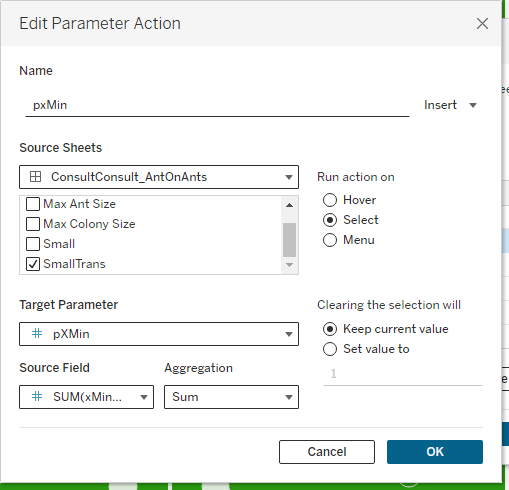 Edit Parameter Action
Name
pxMin
Insert
Source Sheets
ConsultConsult_AntOnAnts
Max Ant Size
Max Colony Size
Small
SmallTrans
Run action on
Hover
Select
Menu
Target Parameter
pXMin
Source Field
Aggregation
SUM(xMin...
Sum
Clearing the selection will
Keep current value
Set value to
1
Cancel
OK